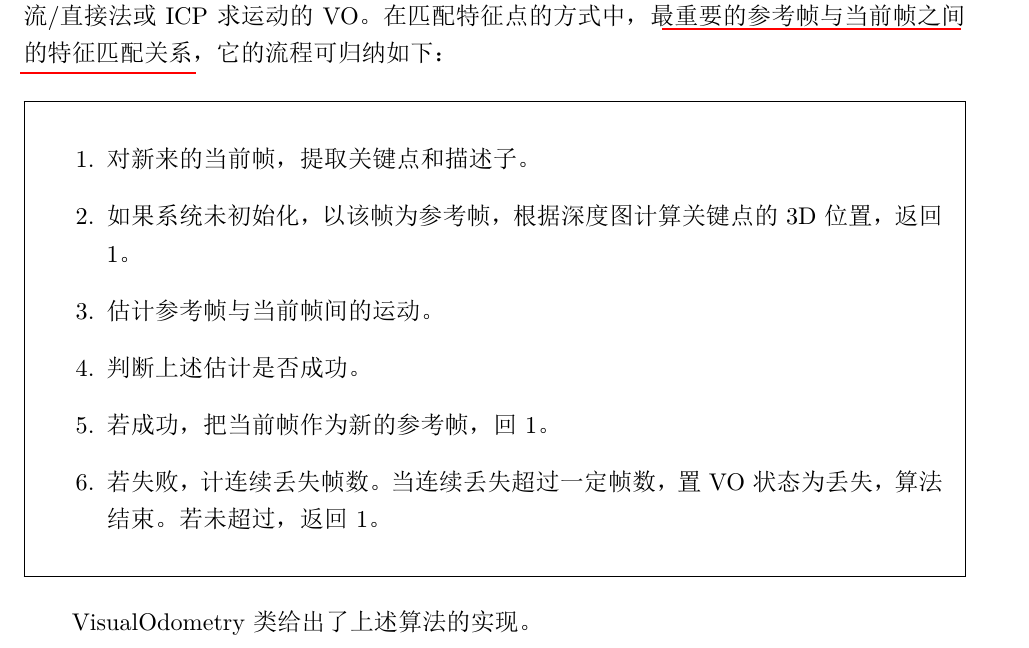 流/直接法或 ICP 求运动的 VO。在匹配特征点的方式中，最重要的参考帧与当前帧之间
的特征匹配关系，它的流程可归纳如下：
1. 对新来的当前帧，提取关键点和描述子。
2. 如果系统未初始化，以该帧为参考帧，根据深度图计算关键点的 3D 位置，返回
1。
3. 估计参考帧与当前帧间的运动。
4. 判断上述估计是否成功。
5. 若成功，把当前帧作为新的参考帧，回 1。
6. 若失败，计连续丢失帧数。当连续丢失超过一定帧数，置 VO 状态为丢失，算法
结束。若未超过，返回 1。
VisualOdometry 类给出了上述算法的实现。